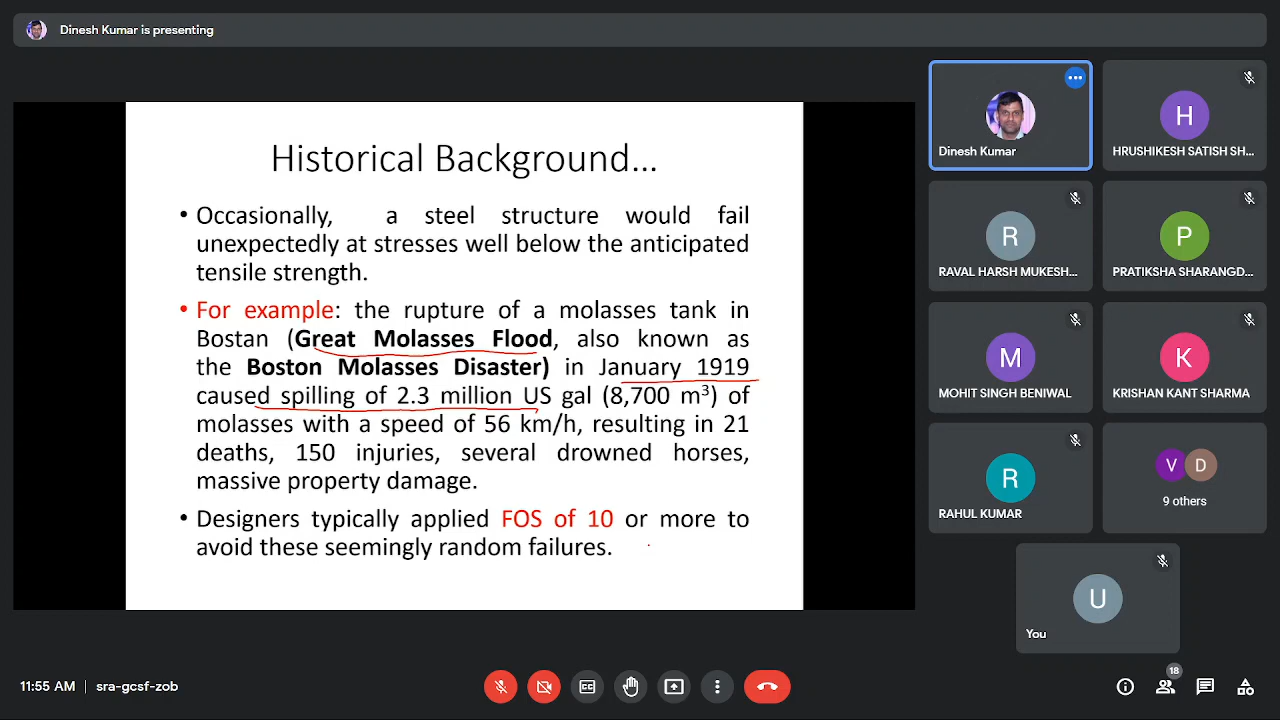 Dinesh Kumar is presenting
Historical Background...
• Occasionally, a steel structure would fail
unexpectedly at stresses well below the anticipated
tensile strength.
• For example: the rupture of a molasses tank in
Bostan (Great Molasses Flood, also known as
the Boston Molasses Disaster) in January 1919
caused spilling of 2.3 million US gal (8,700 m³) of
molasses with a speed of 56 km/h, resulting in 21
deaths, 150 injuries, several drowned horses,
massive property damage.
• Designers typically applied FOS of 10 or more to
avoid these seemingly random failures.
Dinesh Kumar
H
HRUSHIKESH SATISH SH...
R
RAVAL HARSH MUKESH...
P
PRATIKSHA SHARANGD...
M
MOHIT SINGH BENIWAL
K
KRISHAN KANT SHARMA
R
RAHUL KUMAR
V D
9 others
U
You
11:55 AM | sra-gcsf-zob
CC
18